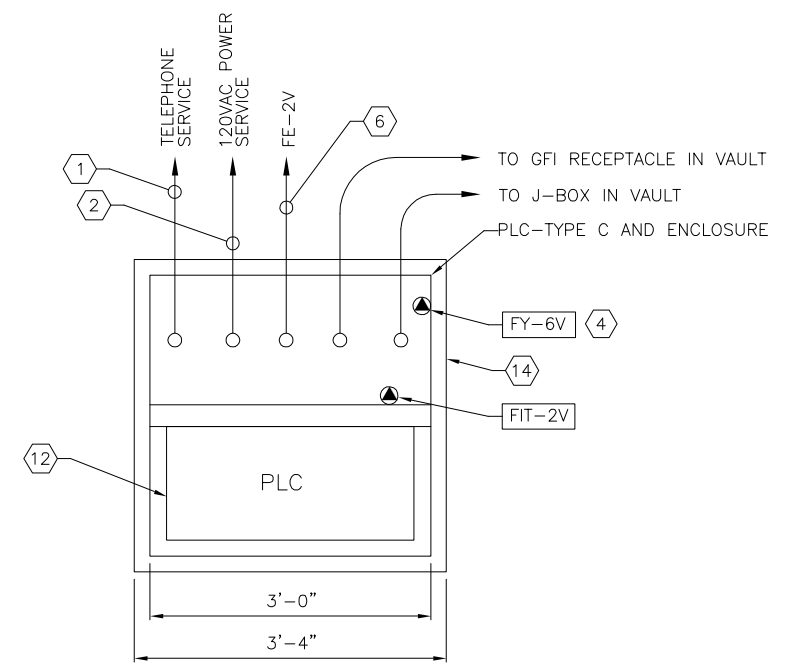 TELEPHONE
SERVICE
120VAC POWER
SERVICE
FE-2V
6
1
2
TO GFI RECEPTACLE IN VAULT
TO J-BOX IN VAULT
PLC-TYPE C AND ENCLOSURE
FY-6V
4
14
FIT-2V
12
PLC
3'-0"
3'-4"